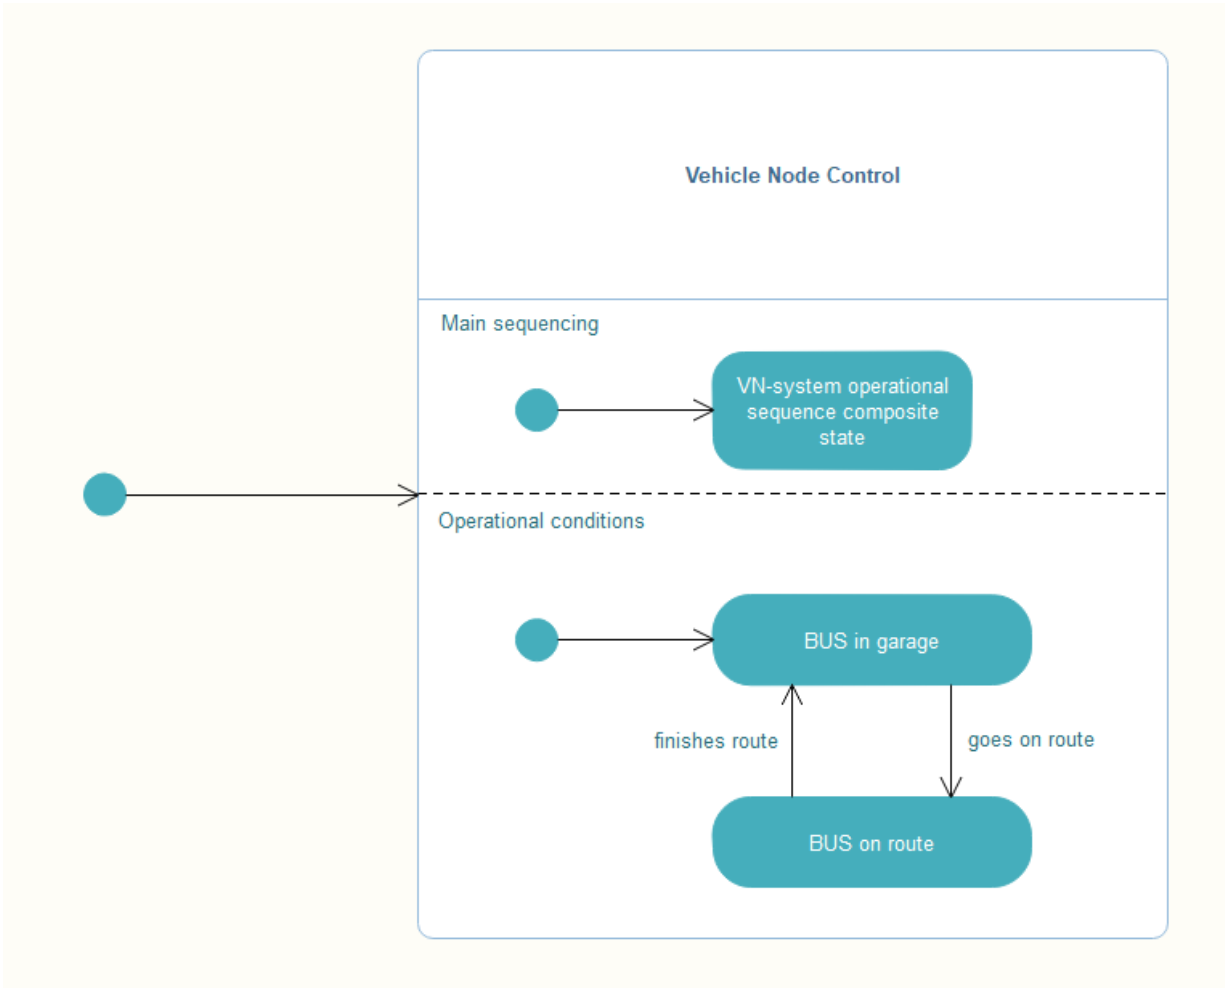 Vehicle Node Control
Main sequencing
VN-system operational
sequence composite
state
Operational conditions
BUS in garage
finishes route
goes on route
BUS on route